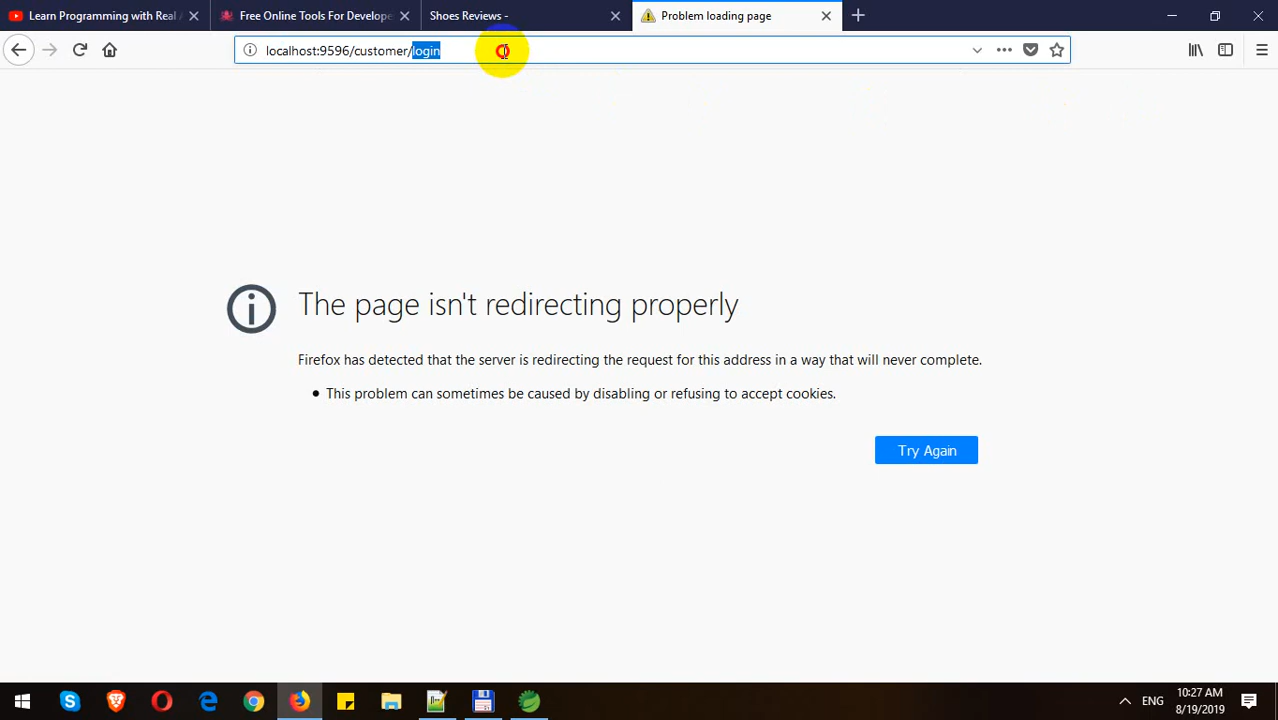 Learn Programming with Real A
Free Online Tools For Develope
Shoes Reviews -
Problem loading page
localhost:9596/customer/login
The page isn't redirecting properly
Firefox has detected that the server is redirecting the request for this address in a way that will never complete.
This problem can sometimes be caused by disabling or refusing to accept cookies.
Try Again
ENG
10:27 AM
8/19/2019